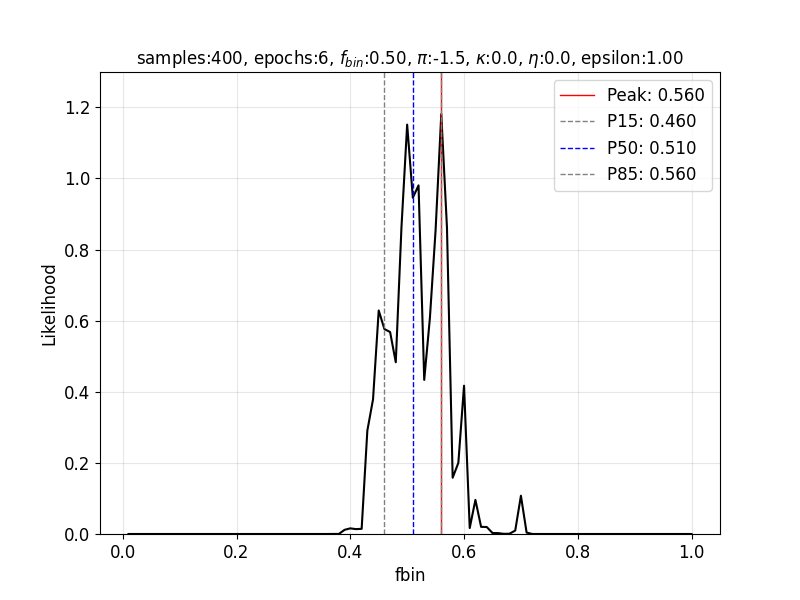 samples:400, epochs:6, f_bin:0.50, π:-1.5, κ:0.0, η:0.0, epsilon:1.00
Peak: 0.560
P15: 0.460
P50: 0.510
P85: 0.560
1.2
1.0
0.8
0.6
0.4
0.2
0.0
Likelihood
0.0 0.2 0.4 0.6 0.8 1.0
fbin